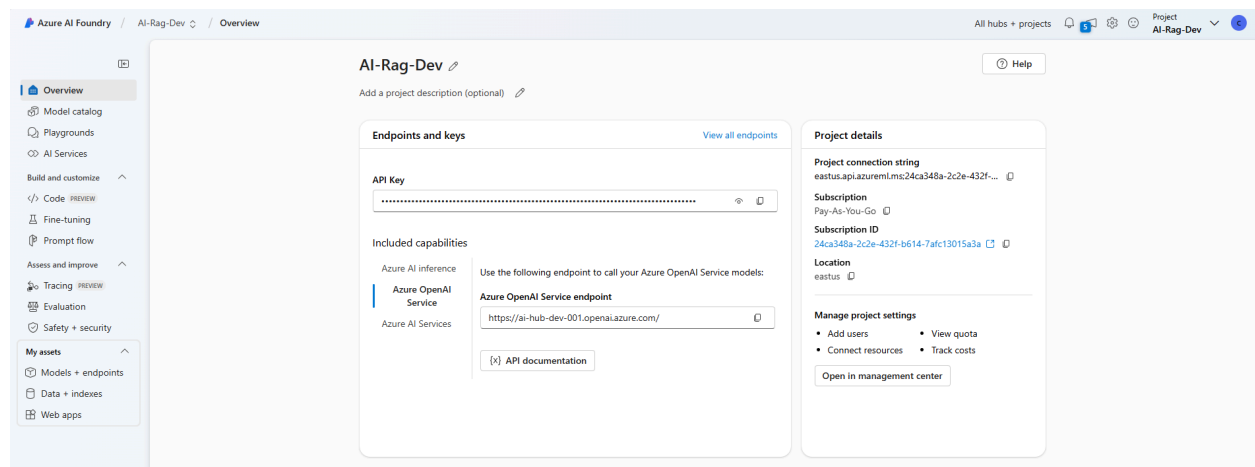 Azure AI Foundry / AI-Rag-Dev / Overview
All hubs + projects
5
Project
AI-Rag-Dev
C
Overview
Model catalog
Playgrounds
AI Services
Build and customize
Code PREVIEW
Fine-tuning
Prompt flow
Assess and improve
Tracing PREVIEW
Evaluation
Safety + security
My assets
Models + endpoints
Data + indexes
Web apps
AI-Rag-Dev
Help
Add a project description (optional)
Endpoints and keys
View all endpoints
API Key
••••••••••••••••••••••••••••••••••••••••••••••••••••••••••••••••••••••••••••••••••••
Included capabilities
Azure AI inference
Azure OpenAI
Service
Azure AI Services
Use the following endpoint to call your Azure OpenAI Service models:
Azure OpenAI Service endpoint
https://ai-hub-dev-001.openai.azure.com/
{x} API documentation
Project details
Project connection string
eastus.api.azureml.ms;24ca348a-2c2e-432f-...
Subscription
Pay-As-You-Go
Subscription ID
24ca348a-2c2e-432f-b614-7afc13015a3a
Location
eastus
Manage project settings
• Add users
• View quota
• Connect resources
• Track costs
Open in management center